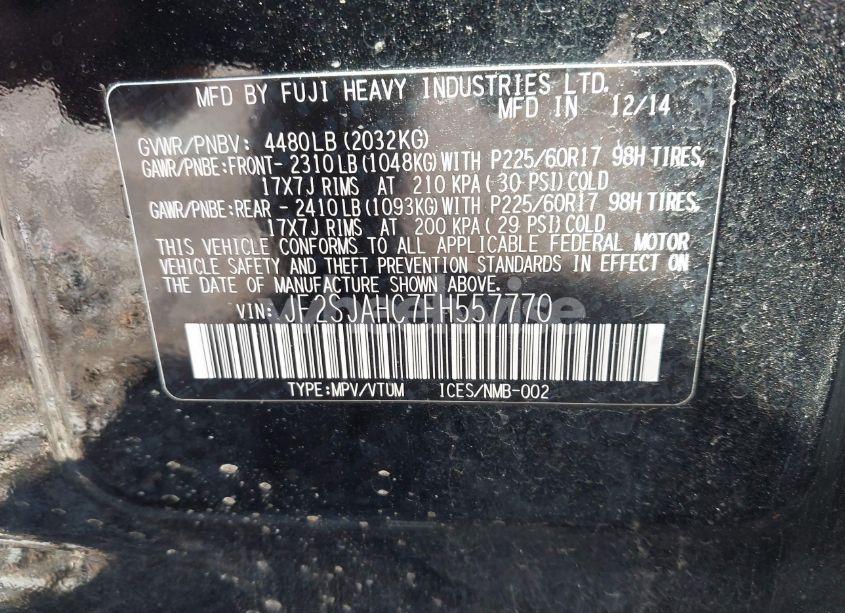 MFD BY FUJI HEAVY INDUSTRIES LTD.
MFD IN 12/14
GVWR/PNBV: 4480LB (2032KG)
GAWR/PNBE:FRONT- 2310LB (1048KG) WITH P225/60R17 98H TIRES,
17X7J RIMS AT 210 KPA ( 30 PSI) COLD
GAWR/PNBE:REAR - 2410LB (1093KG) WITH P225/60R17 98H TIRES,
17X7J RIMS AT 200 KPA ( 29 PSI) COLD
THIS VEHICLE CONFORMS TO ALL APPLICABLE FEDERAL MOTOR
VEHICLE SAFETY AND THEFT PREVENTION STANDARDS IN EFFECT ON
THE DATE OF MANUFACTURE SHOWN ABOVE.
VIN: JF2SJAHC7FH557770
TYPE:MPV/VTUM ICES/NMB-002